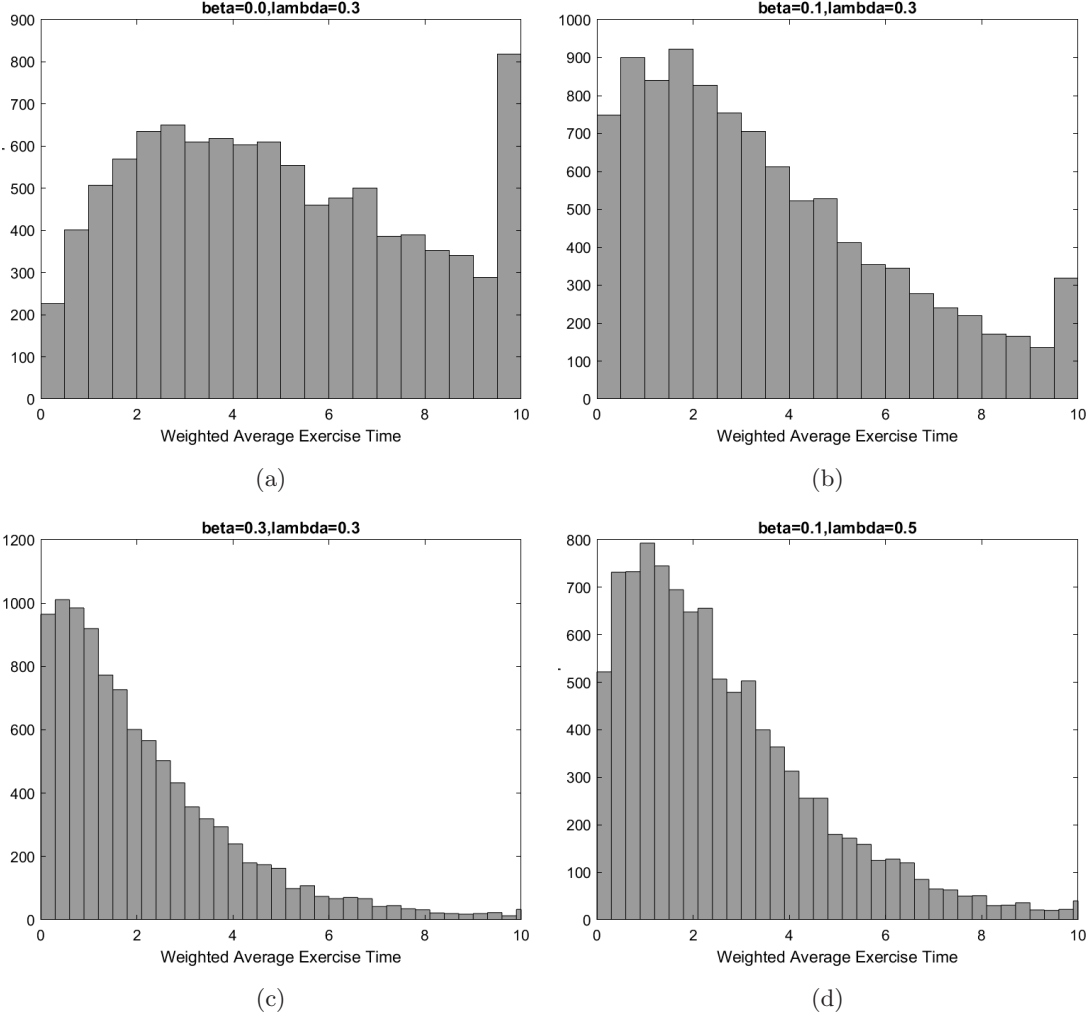 beta=0.0,lambda=0.3
900
800
700
600
500
400
300
200
100
0
0 2 4 6 8 10
Weighted Average Exercise Time
(a)
beta=0.1,lambda=0.3
1000
900
800
700
600
500
400
300
200
100
0
0 2 4 6 8 10
Weighted Average Exercise Time
(b)
beta=0.3,lambda=0.3
1200
1000
800
600
400
200
0
0 2 4 6 8 10
Weighted Average Exercise Time
(c)
beta=0.1,lambda=0.5
800
700
600
500
400
300
200
100
0
0 2 4 6 8 10
Weighted Average Exercise Time
(d)